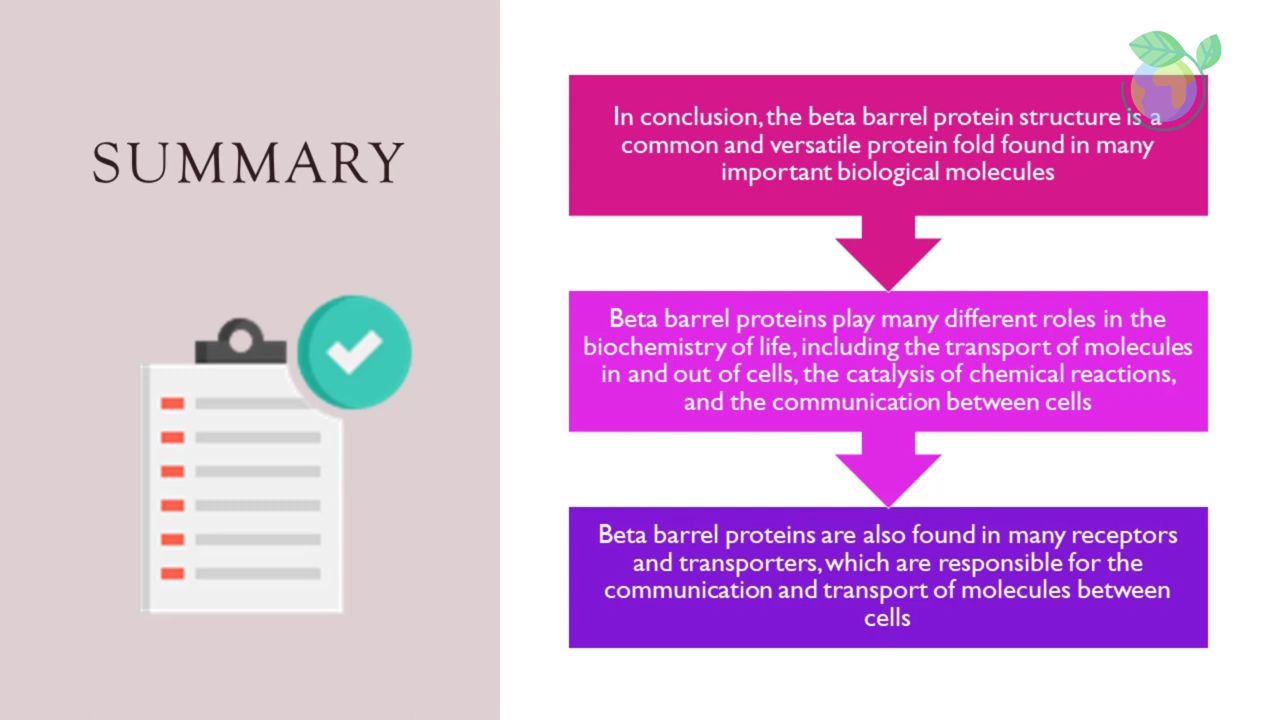 SUMMARY
In conclusion, the beta barrel protein structure is a
common and versatile protein fold found in many
important biological molecules
Beta barrel proteins play many different roles in the
biochemistry of life, including the transport of molecules
in and out of cells, the catalysis of chemical reactions,
and the communication between cells
Beta barrel proteins are also found in many receptors
and transporters, which are responsible for the
communication and transport of molecules between
cells